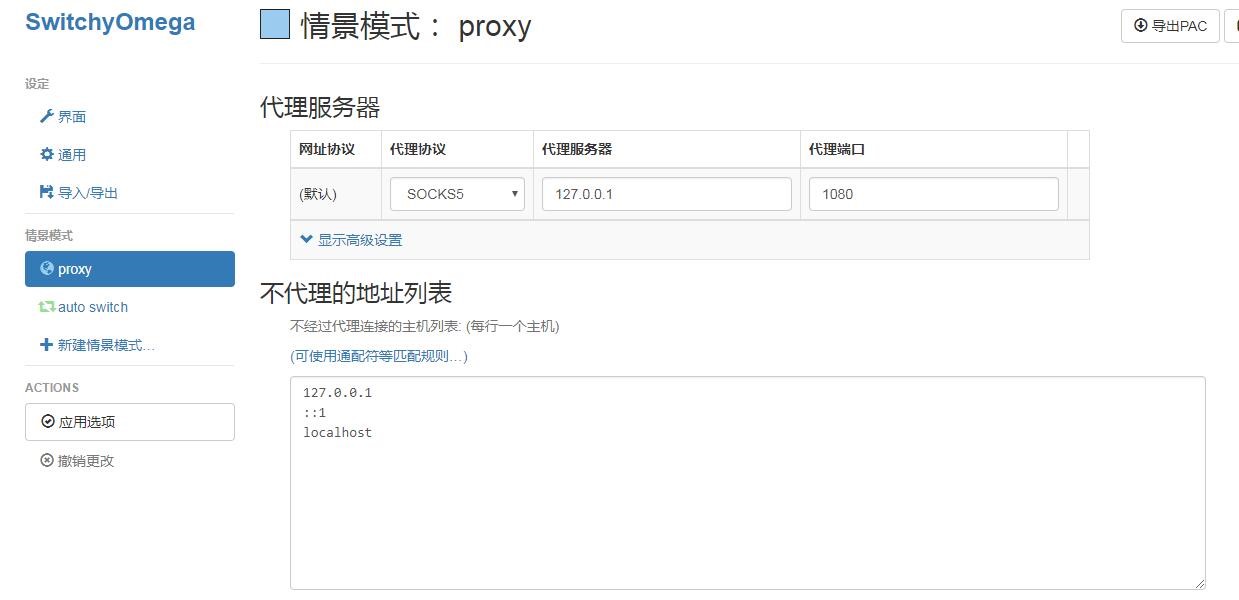 SwitchyOmega
设定
界面
通用
导入/导出
情景模式
proxy
auto switch
新建情景模式...
ACTIONS
应用选项
撤销更改
情景模式： proxy
导出PAC
代理服务器
网址协议 代理协议 代理服务器 代理端口
(默认) SOCKS5 127.0.0.1 1080
显示高级设置
不代理的地址列表
不经过代理连接的主机列表: (每行一个主机)
(可使用通配符等匹配规则...)
127.0.0.1
::1
localhost